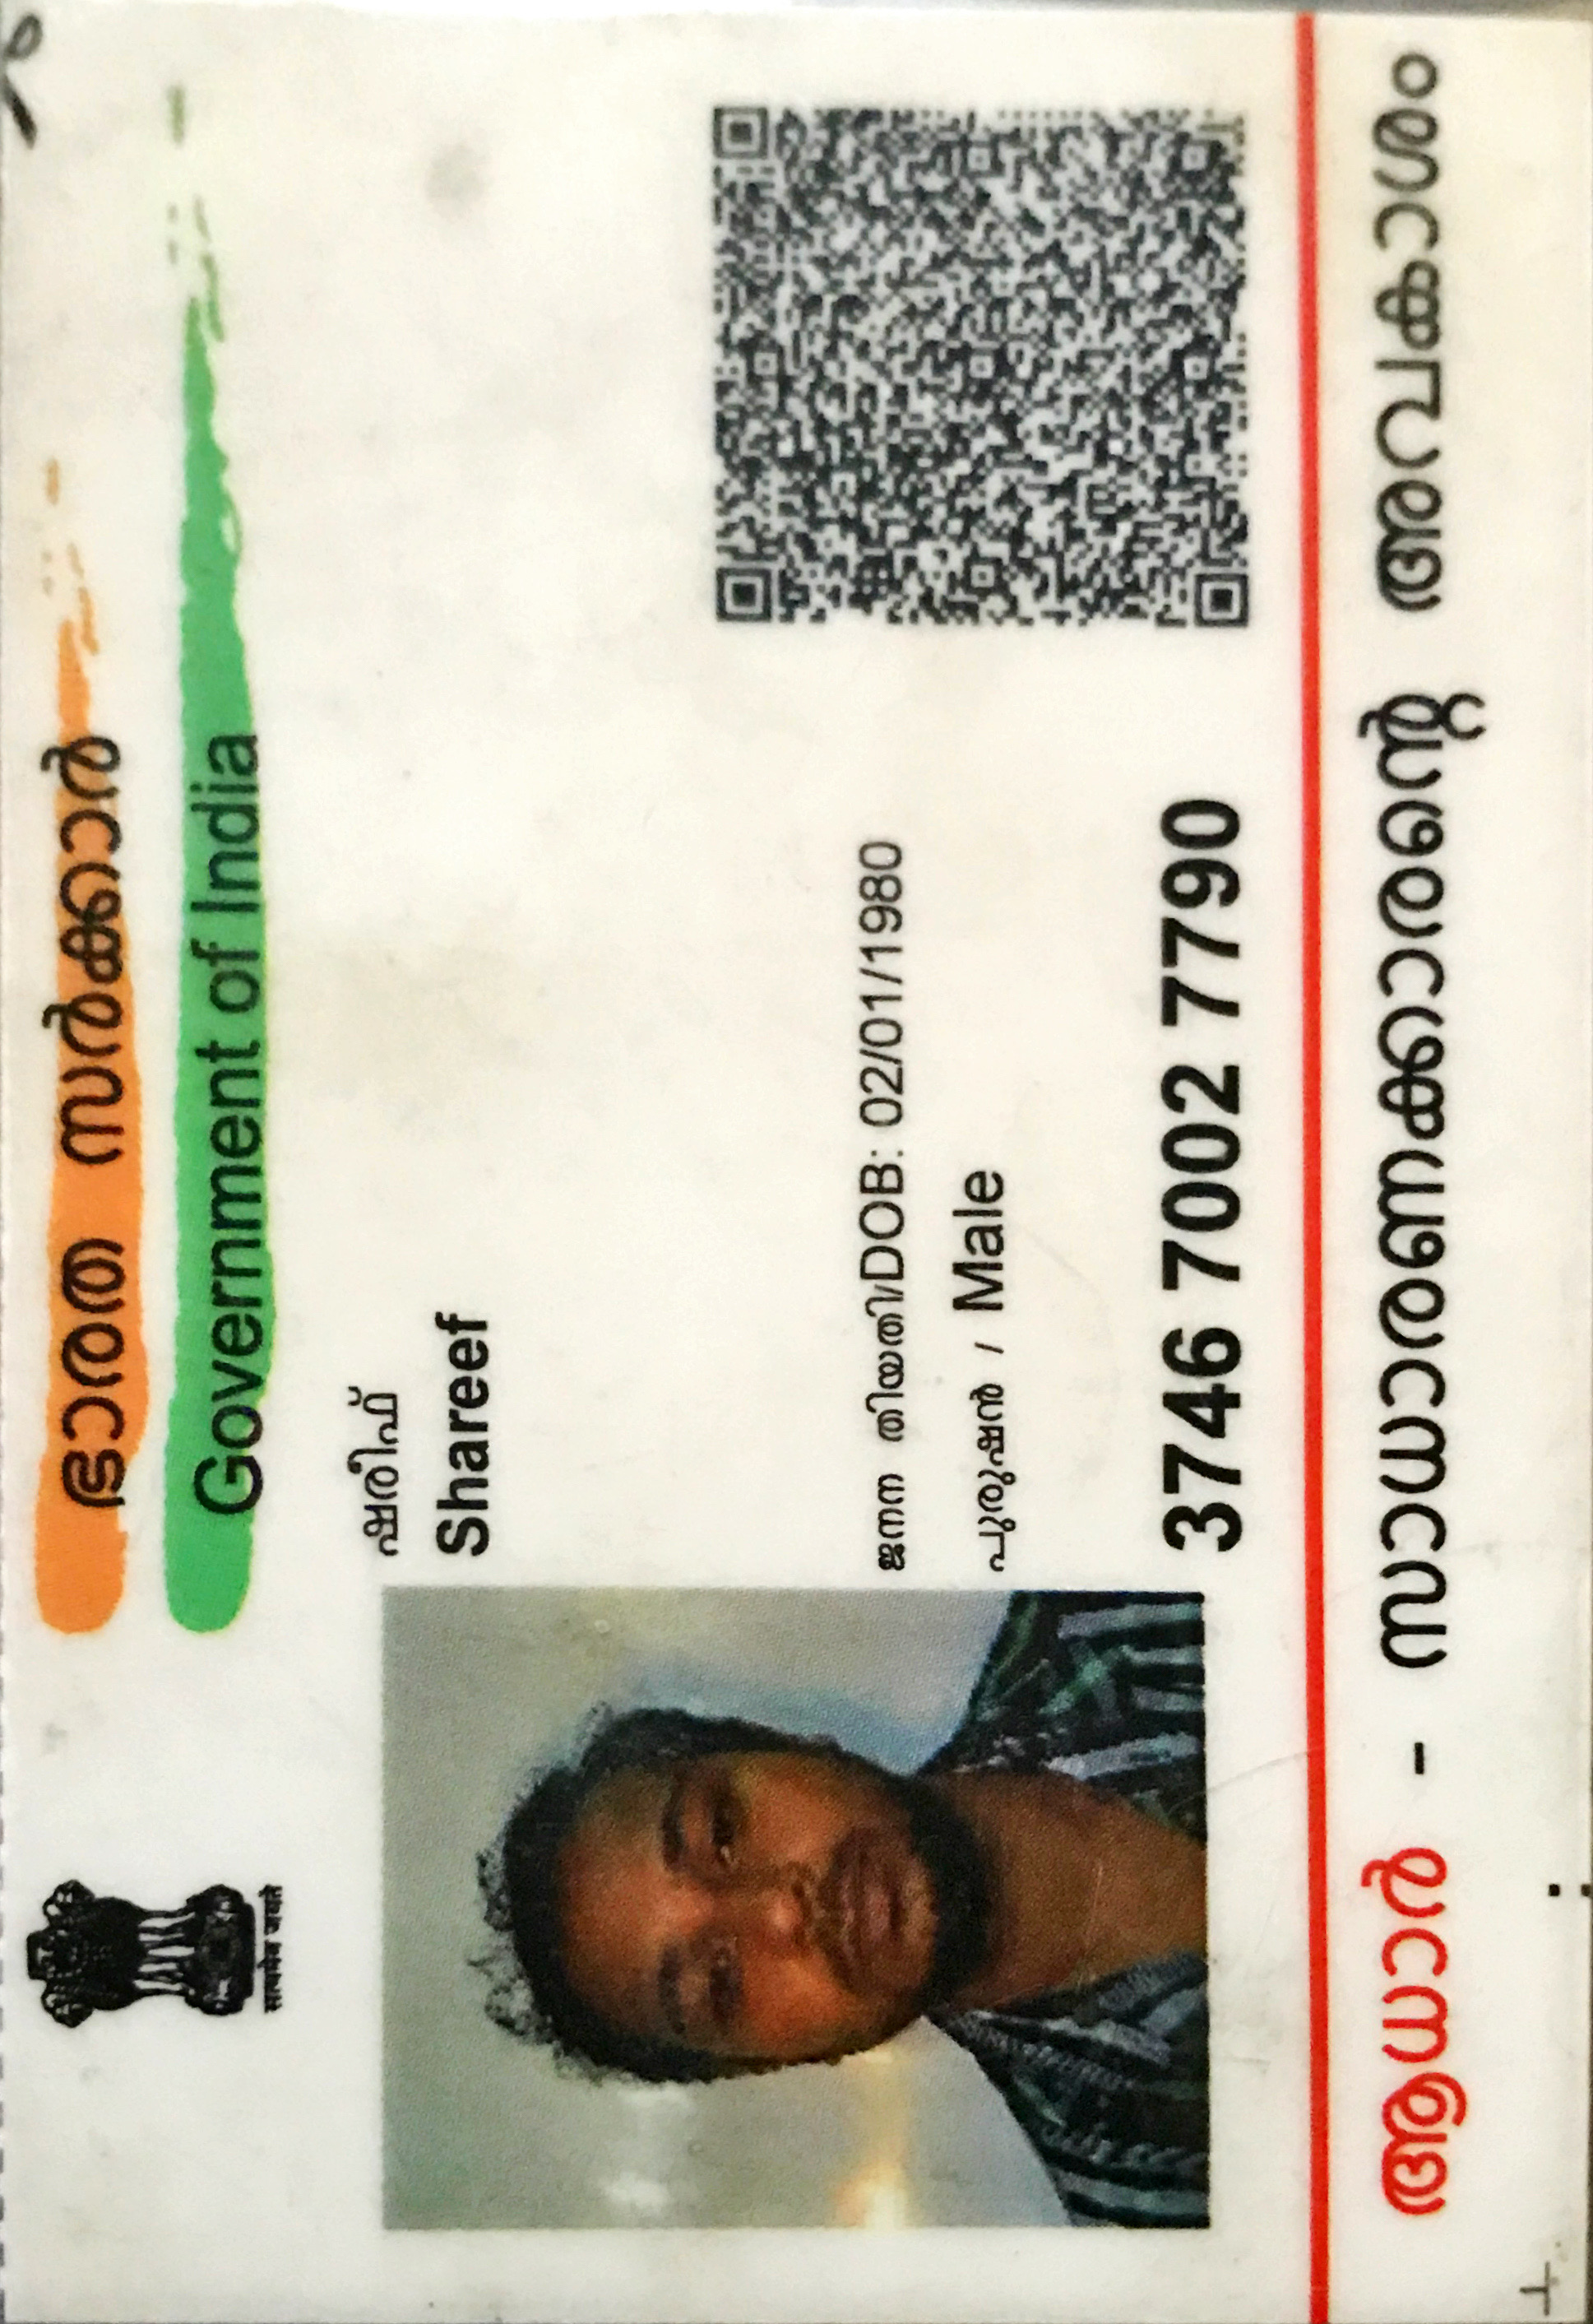 ഭാരത സർക്കാർ
Government of India
सत्यमेव जयते
ഷരീഫ്
Shareef
ജനന തിയതി/DOB: 02/01/1980
പുരുഷൻ / Male
3746 7002 7790
ആധാർ - സാധാരണക്കാരന്റെ അവകാശം